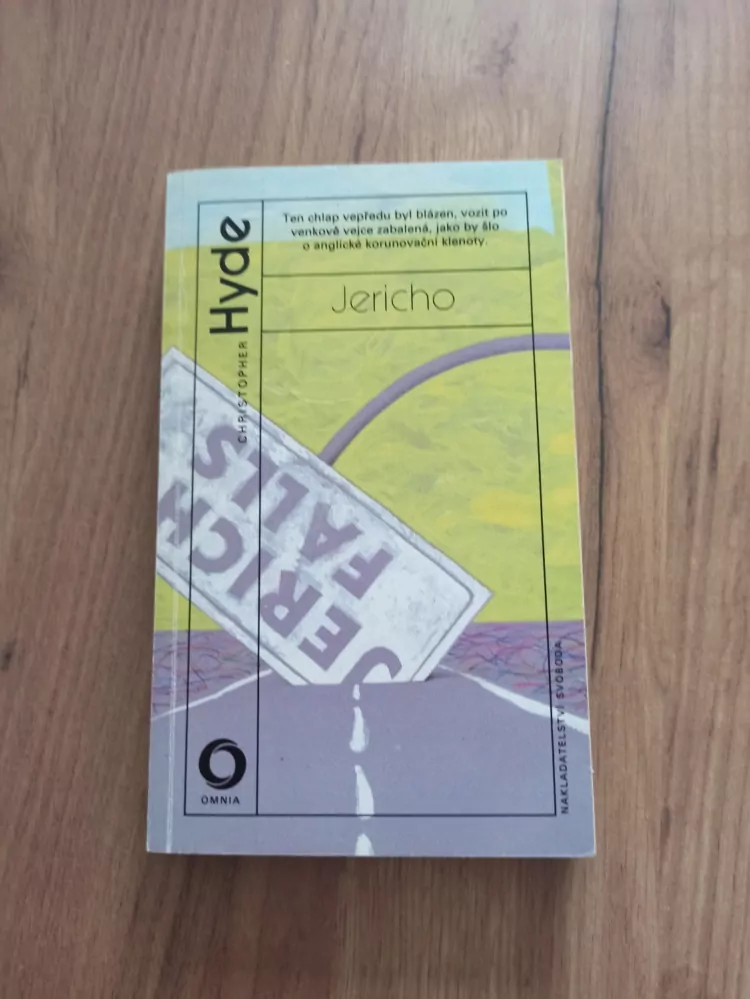 Ten chlap vepředu byl blázen, vozit po
venkově vejce zabalená, jako by šlo
o anglické korunovační klenoty.
CHRISTOPHER Hyde
Jericho
JERICH
FALLS
OMNIA
NAKLADATELSTVÍ SVOBODA